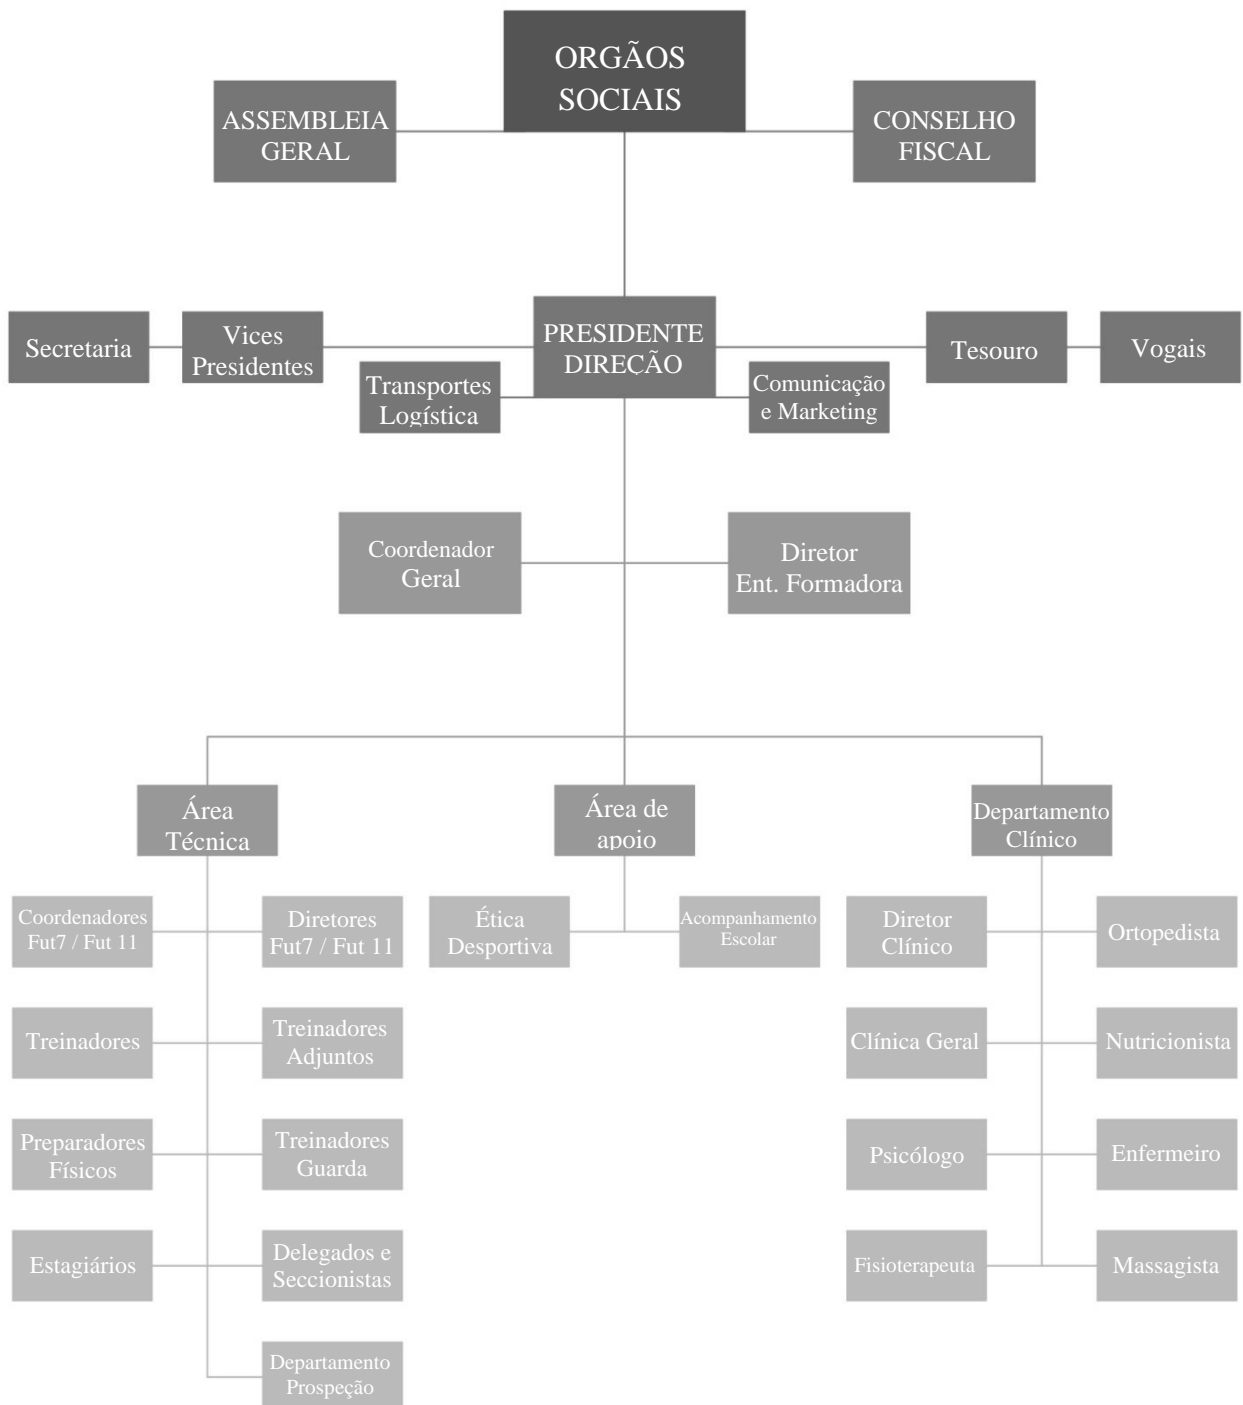 ORGÃOS
SOCIAIS
ASSEMBLEIA
GERAL
CONSELHO
FISCAL
Secretaria
Vices
Presidentes
PRESIDENTE
DIREÇÃO
Tesouro
Vogais
Transportes
Logística
Comunicação
e Marketing
Coordenador
Geral
Diretor
Ent. Formadora
Área
Técnica
Área de
apoio
Departamento
Clínico
Coordenadores
Fut7 / Fut 11
Diretores
Fut7 / Fut 11
Ética
Desportiva
Acompanhamento
Escolar
Diretor
Clínico
Ortopedista
Treinadores
Treinadores
Adjuntos
Clínica Geral
Nutricionista
Preparadores
Físicos
Treinadores
Guarda
Psicólogo
Enfermeiro
Estagiários
Delegados e
Seccionistas
Fisioterapeuta
Massagista
Departamento
Prospeção